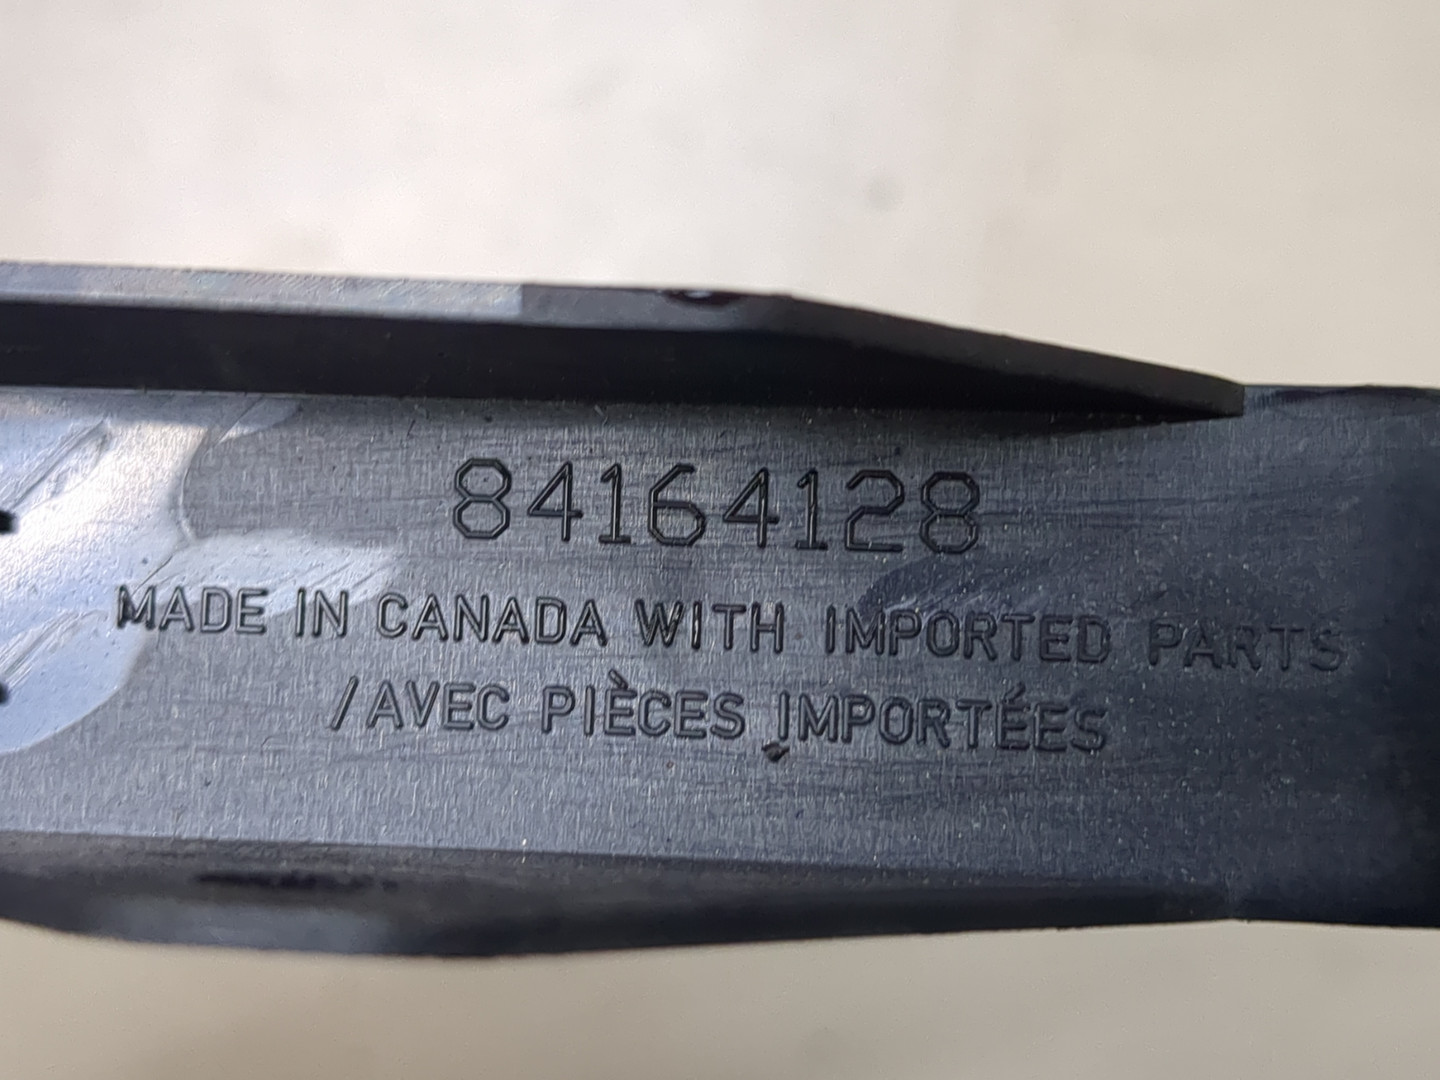 84164128
MADE IN CANADA WITH IMPORTED PARTS
/AVEC PIÈCES IMPORTÉES